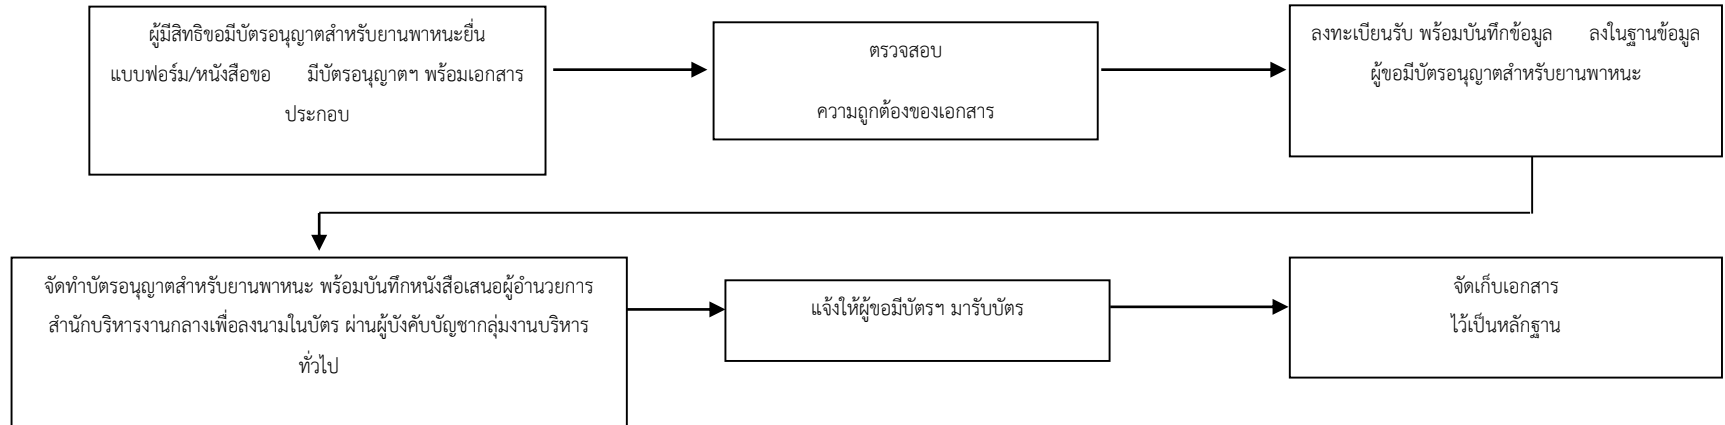 ผู้มีสิทธิขอมีบัตรอนุญาตสำหรับยานพาหนะยื่น
แบบฟอร์ม/หนังสือขอ มีบัตรอนุญาตฯ พร้อมเอกสาร
ประกอบ
ตรวจสอบ
ความถูกต้องของเอกสาร
ลงทะเบียนรับ พร้อมบันทึกข้อมูล ลงในฐานข้อมูล
ผู้ขอมีบัตรอนุญาตสำหรับยานพาหนะ
จัดทำบัตรอนุญาตสำหรับยานพาหนะ พร้อมบันทึกหนังสือเสนอผู้อำนวยการ
สำนักบริหารงานกลางเพื่อลงนามในบัตร ผ่านผู้บังคับบัญชากลุ่มงานบริหาร
ทั่วไป
แจ้งให้ผู้ขอมีบัตรฯ มารับบัตร
จัดเก็บเอกสาร
ไว้เป็นหลักฐาน